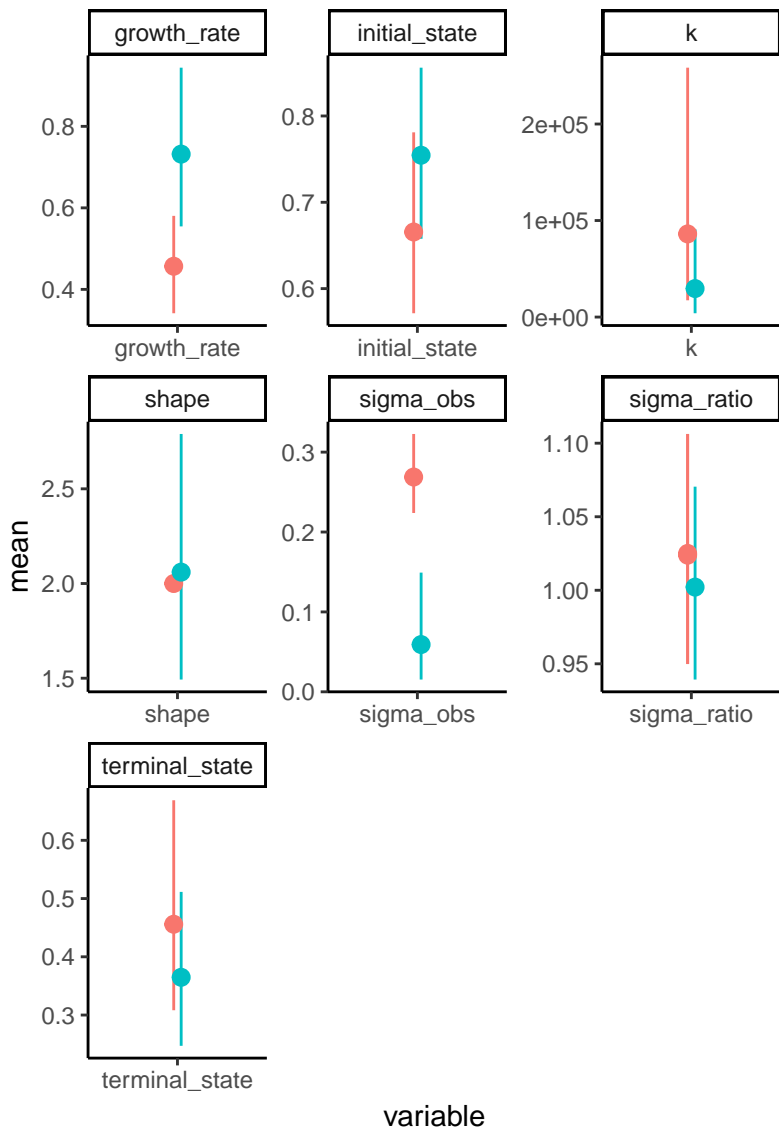 growth_rate
initial_state
k
0.8
0.6
0.4
growth_rate
0.8
0.7
0.6
initial_state
2e+05
1e+05
0e+00
k
shape
sigma_obs
sigma_ratio
2.5
2.0
1.5
shape
0.3
0.2
0.1
0.0
sigma_obs
1.10
1.05
1.00
0.95
sigma_ratio
terminal_state
0.6
0.5
0.4
0.3
terminal_state
mean
variable